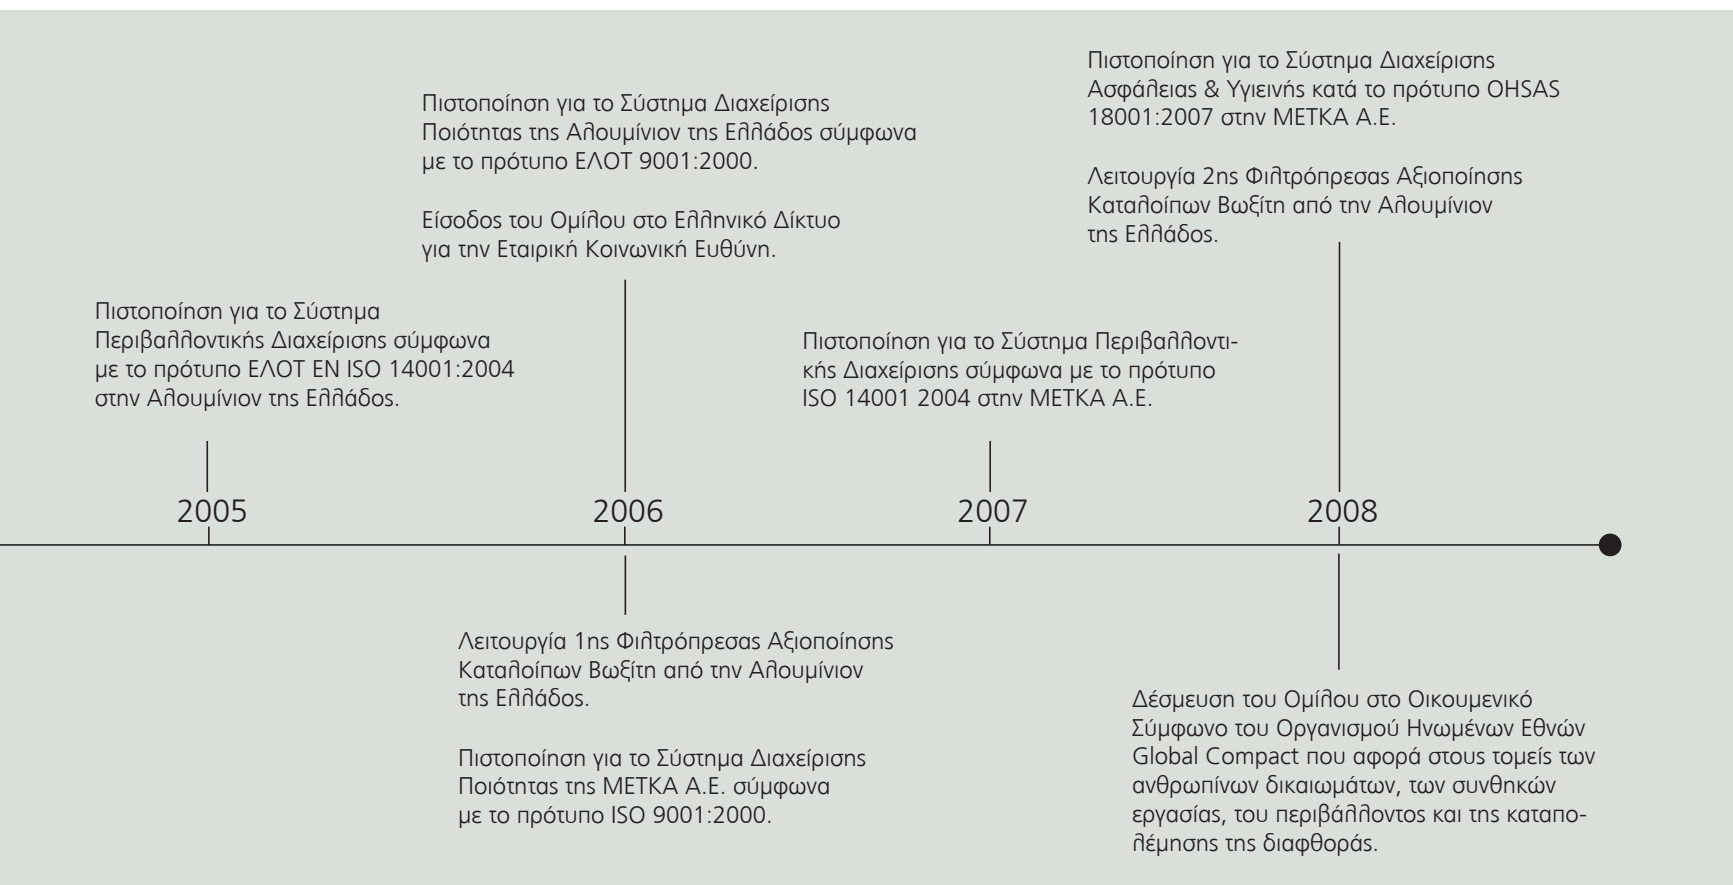 Πιστοποίηση για το Σύστημα
Περιβαλλοντικής Διαχείρισης σύμφωνα
με το πρότυπο ΕΛΟΤ ΕΝ ISO 14001:2004
στην Αλουμίνιον της Ελλάδος.
2005
Πιστοποίηση για το Σύστημα Διαχείρισης
Ποιότητας της Αλουμίνιον της Ελλάδος σύμφωνα
με το πρότυπο ΕΛΟΤ 9001:2000.
Είσοδος του Ομίλου στο Ελληνικό Δίκτυο
για την Εταιρική Κοινωνική Ευθύνη.
2006
Λειτουργία 1ης Φιλτρόπρεσας Αξιοποίησης
Καταλοίπων Βωξίτη από την Αλουμίνιον
της Ελλάδος.
Πιστοποίηση για το Σύστημα Διαχείρισης
Ποιότητας της ΜΕΤΚΑ Α.Ε. σύμφωνα
με το πρότυπο ISO 9001:2000.
Πιστοποίηση για το Σύστημα Περιβαλλοντι-
κής Διαχείρισης σύμφωνα με το πρότυπο
ISO 14001 2004 στην ΜΕΤΚΑ Α.Ε.
2007
Πιστοποίηση για το Σύστημα Διαχείρισης
Ασφάλειας & Υγιεινής κατά το πρότυπο OHSAS
18001:2007 στην ΜΕΤΚΑ Α.Ε.
Λειτουργία 2ης Φιλτρόπρεσας Αξιοποίησης
Καταλοίπων Βωξίτη από την Αλουμίνιον
της Ελλάδος.
2008
Δέσμευση του Ομίλου στο Οικουμενικό
Σύμφωνο του Οργανισμού Ηνωμένων Εθνών
Global Compact που αφορά στους τομείς των
ανθρωπίνων δικαιωμάτων, των συνθηκών
εργασίας, του περιβάλλοντος και της καταπο-
λέμησης της διαφθοράς.